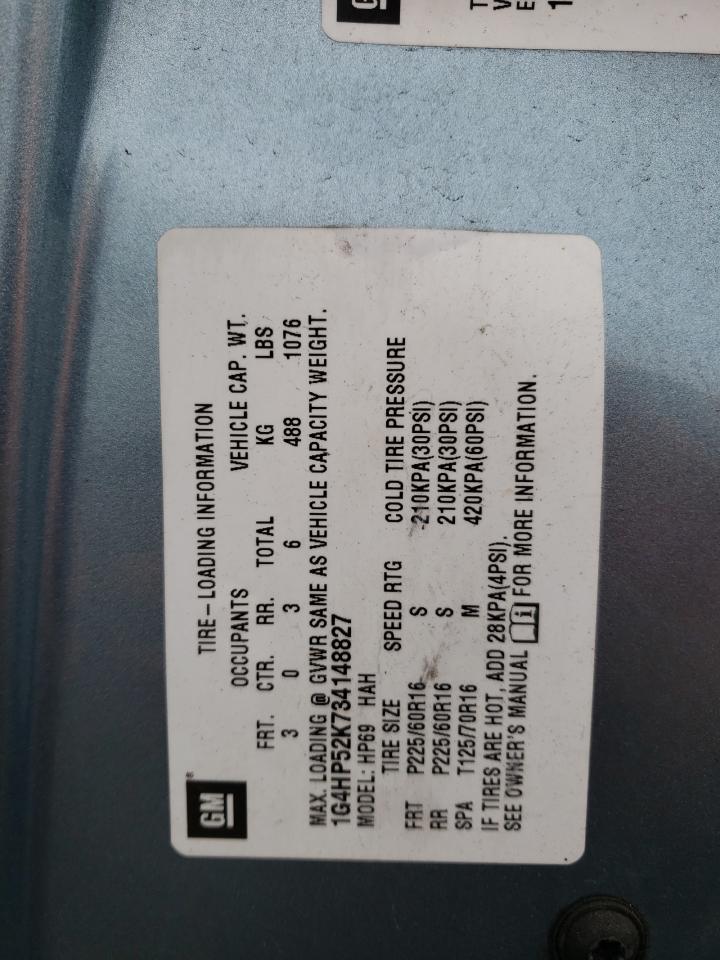 GM
TIRE-LOADING INFORMATION
OCCUPANTS VEHICLE CAP. WT.
FRT. CTR. RR. TOTAL KG LBS
3 0 3 6 488 1076
MAX. LOADING @ GVWR SAME AS VEHICLE CAPACITY WEIGHT.
1G4HP52K734148827
MODEL: HP69 HAH
TIRE SIZE SPEED RTG COLD TIRE PRESSURE
FRT P225/60R16 S 210KPA(30PSI)
RR P225/60R16 S 210KPA(30PSI)
SPA T125/70R16 M 420KPA(60PSI)
IF TIRES ARE HOT, ADD 28KPA(4PSI).
SEE OWNER'S MANUAL i FOR MORE INFORMATION.